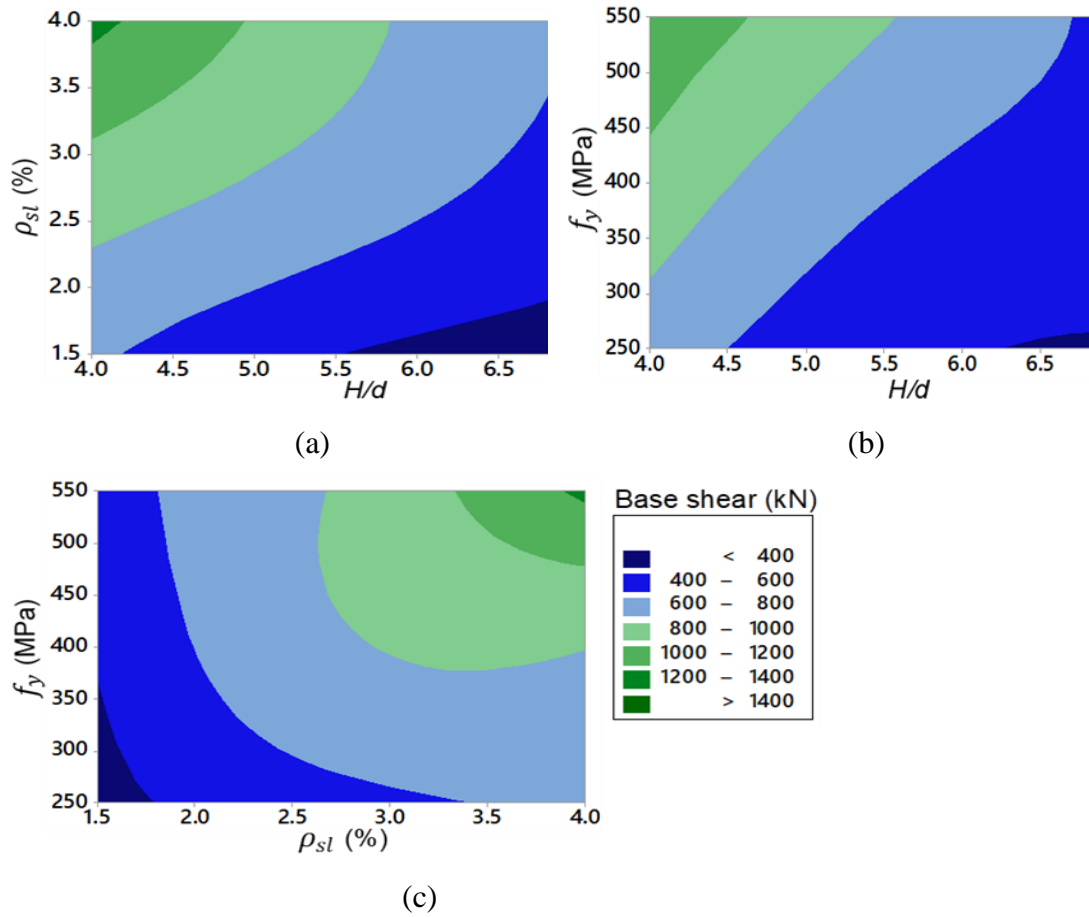 4.0
3.5
3.0
2.5
2.0
1.5
ρsl (%)
4.0 4.5 5.0 5.5 6.0 6.5
H/d
(a)
550
500
450
400
350
300
250
fy (MPa)
4.0 4.5 5.0 5.5 6.0 6.5
H/d
(b)
550
500
450
400
350
300
250
fy (MPa)
1.5 2.0 2.5 3.0 3.5 4.0
ρsl (%)
(c)
Base shear (kN)
< 400
400 – 600
600 – 800
800 – 1000
1000 – 1200
1200 – 1400
> 1400